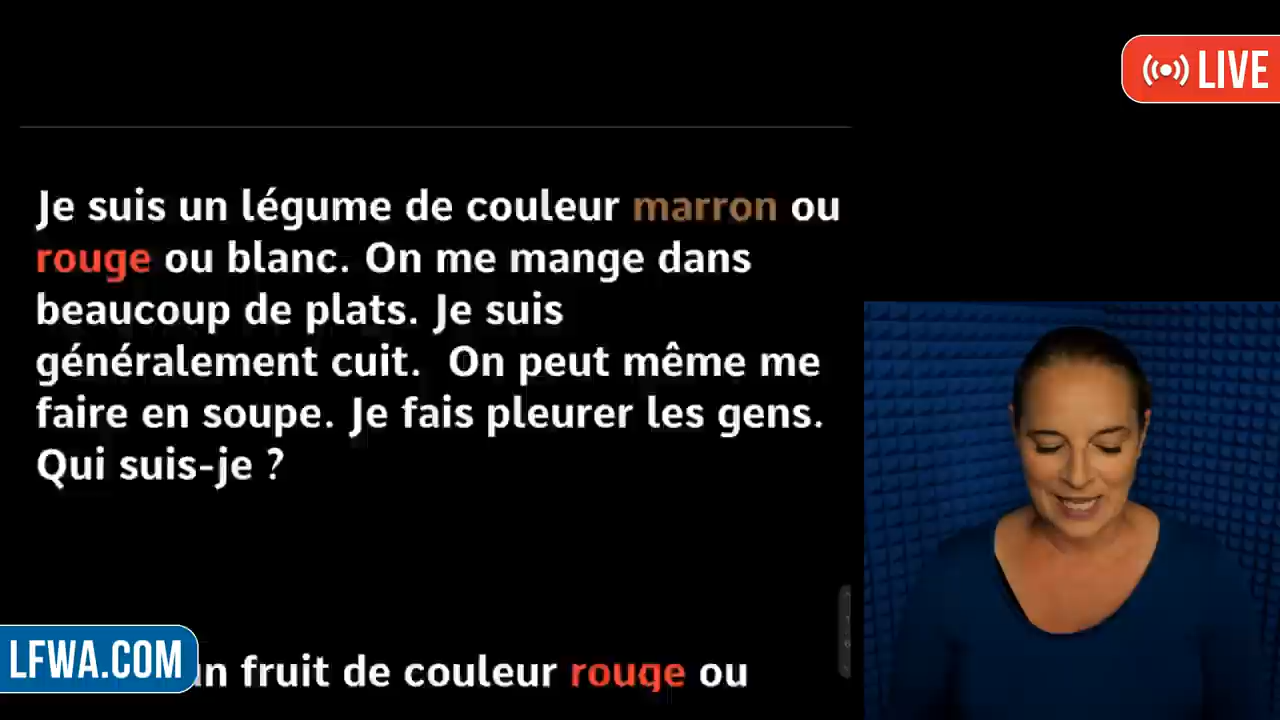 LIVE
Je suis un légume de couleur marron ou
rouge ou blanc. On me mange dans
beaucoup de plats. Je suis
généralement cuit.  On peut même me
faire en soupe. Je fais pleurer les gens.
Qui suis-je ?
LFWA.COM
fruit de couleur rouge ou